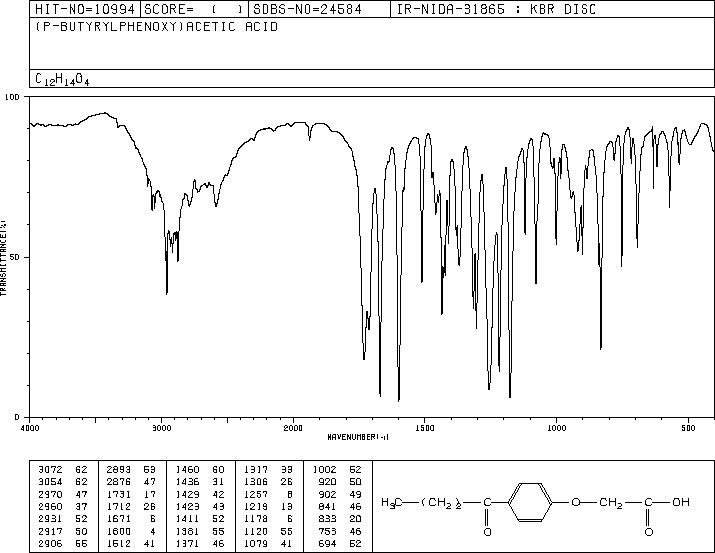 HIT-NO=10994 SCORE= ( ) SDBS-NO=24584 IR-NIDA-31865 : KBR DISC
(P-BUTYRYLPHENOXY)ACETIC ACID
C12H14O4
100
50
0
TRANSMITTANCE(%)
4000 3000 2000 1500 1000 500
WAVENUMBER(-1)
3072 62 2893 53 1460 60 1317 33 1002 52
3054 62 2876 47 1436 31 1306 26 920 50
2970 47 1731 17 1429 42 1257 8 902 49
2960 37 1712 26 1423 43 1219 13 841 46
2931 52 1671 6 1411 52 1178 6 833 20
2917 50 1600 4 1381 55 1120 55 753 46
2906 55 1512 41 1371 46 1079 41 694 52
H3C—(CH2)2—C—O—CH2—C—OH
O O